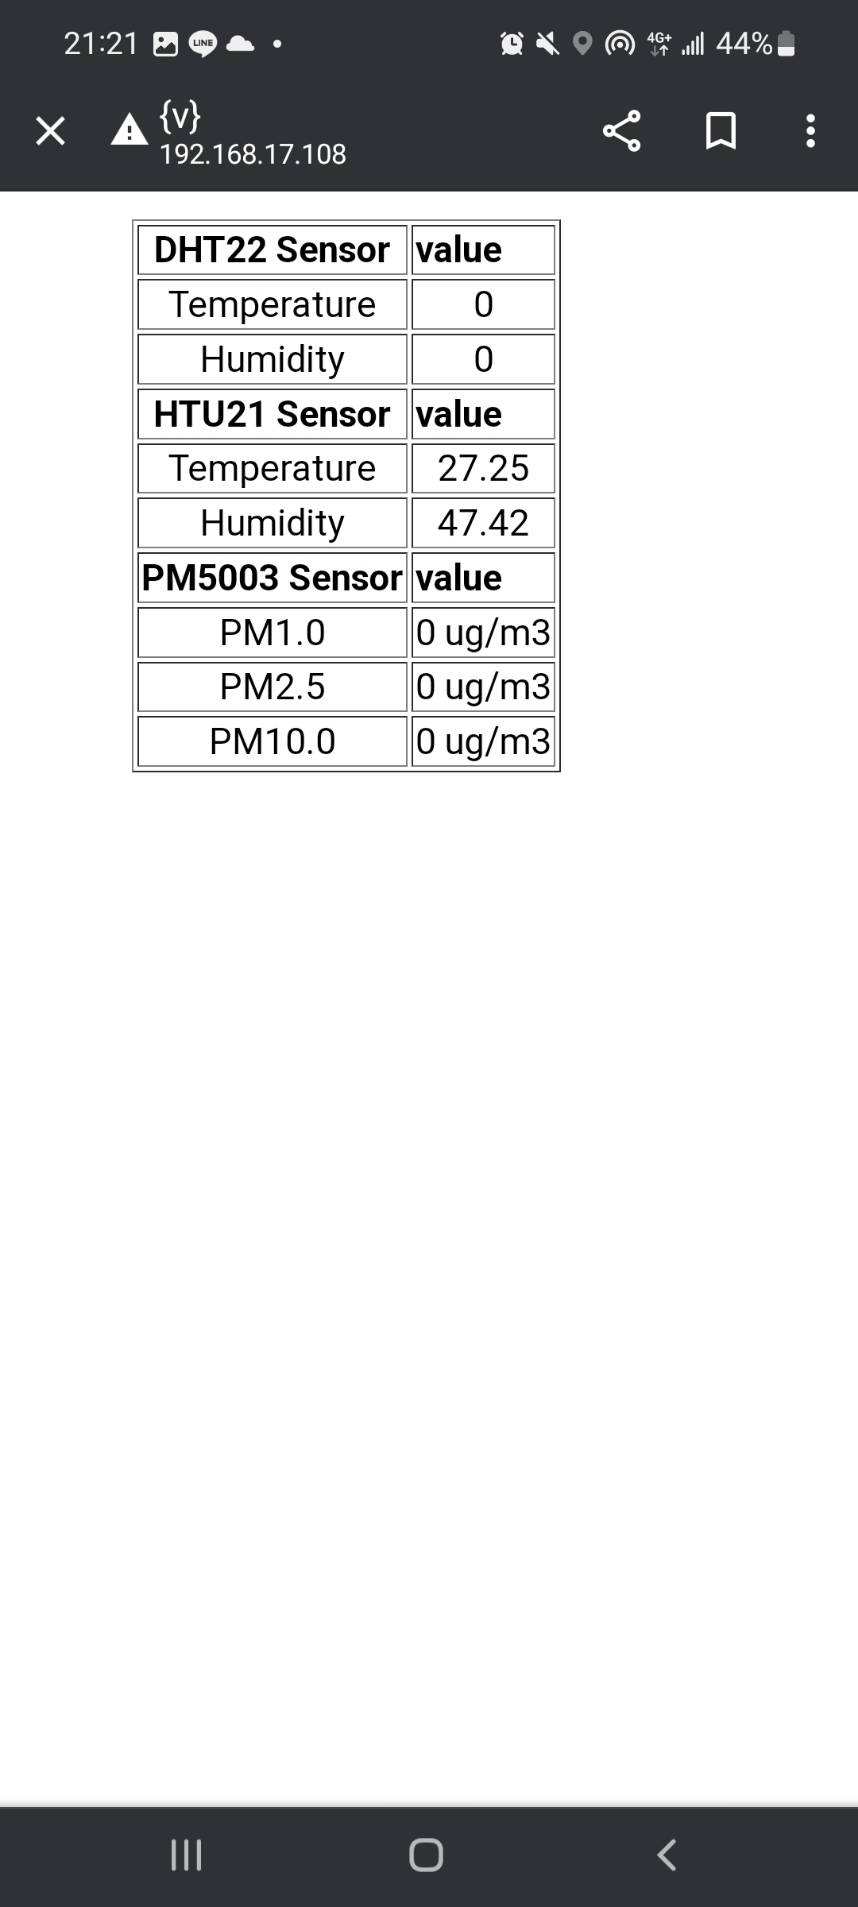 21:21 LINE 4G+ 44%
{v}
192.168.17.108
DHT22 Sensor value
Temperature 0
Humidity 0
HTU21 Sensor value
Temperature 27.25
Humidity 47.42
PM5003 Sensor value
PM1.0 0 ug/m3
PM2.5 0 ug/m3
PM10.0 0 ug/m3